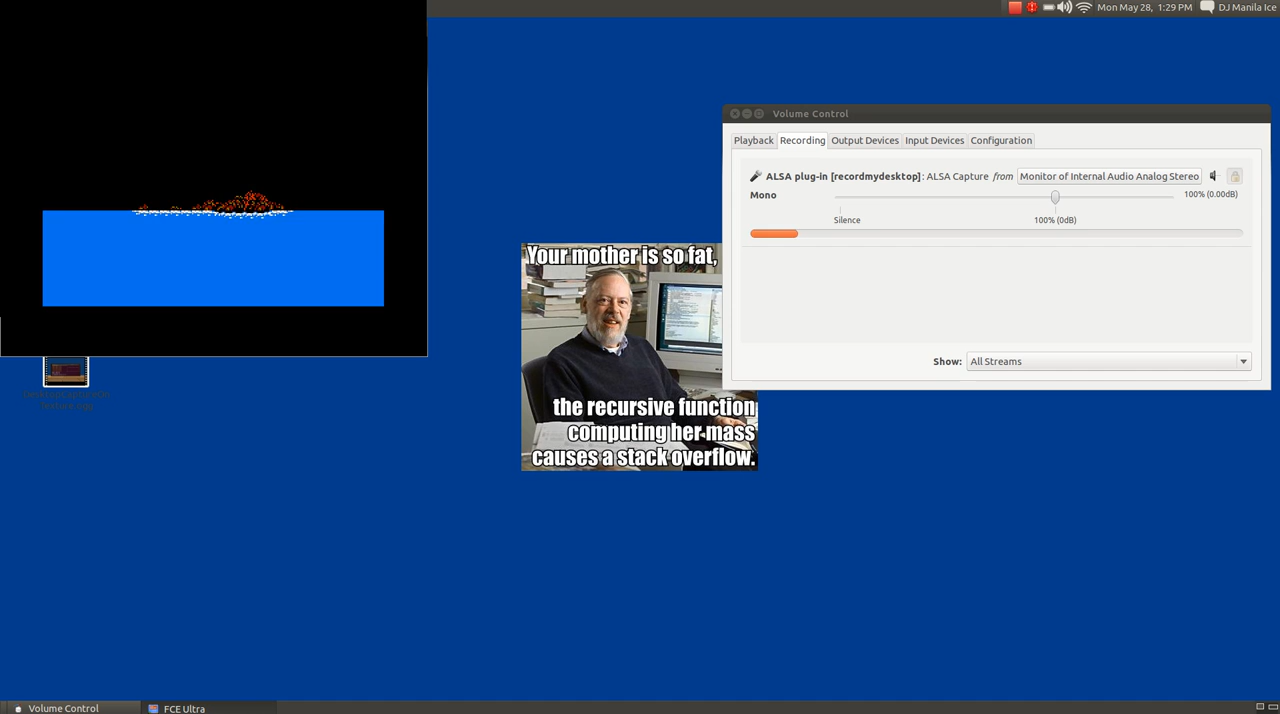 Mon May 28, 1:29 PM DJ Manila Ice
Volume Control
Playback Recording Output Devices Input Devices Configuration
ALSA plug-in [recordmydesktop]: ALSA Capture from Monitor of Internal Audio Analog Stereo
Mono 100% (0.00dB)
Silence 100% (0dB)
Show: All Streams
Your mother is so fat,
the recursive function
computing her mass
causes a stack overflow.
Volume Control FCE Ultra